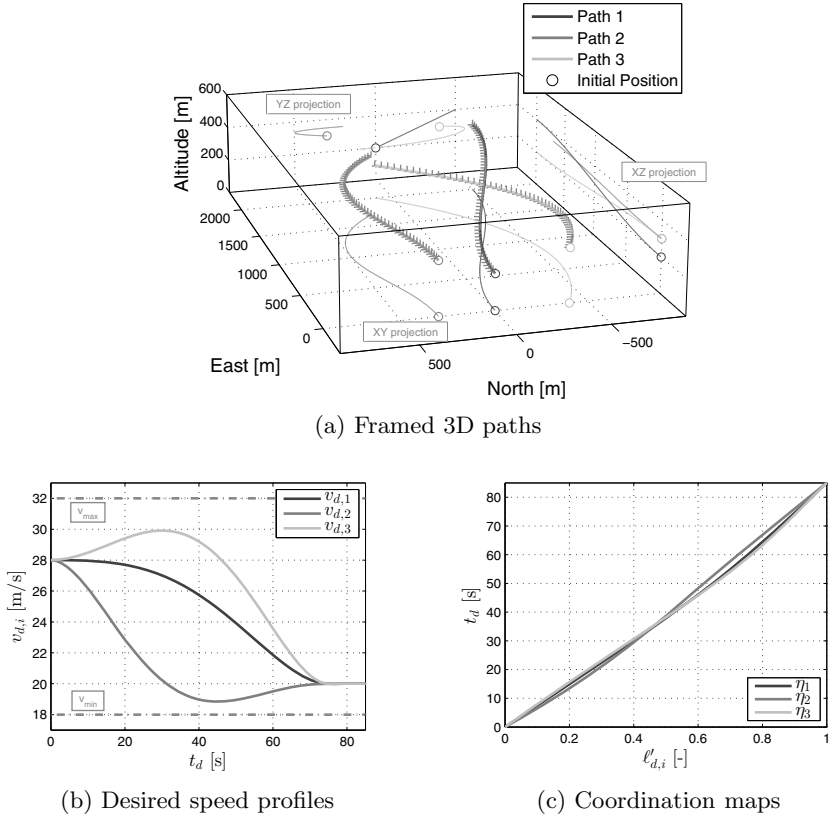 Path 1
Path 2
Path 3
Initial Position
YZ projection
XZ projection
XY projection
Altitude [m]
600
400
200
0
2000
1500
1000
500
0
East [m]
500
0
−500
North [m]
(a) Framed 3D paths
v_max
v_min
v_{d,1}
v_{d,2}
v_{d,3}
v_{d,i} [m/s]
32
30
28
26
24
22
20
18
0 20 40 60 80
t_d [s]
(b) Desired speed profiles
t_d [s]
80
70
60
50
40
30
20
10
0
η_1
η_2
η_3
0 0.2 0.4 0.6 0.8 1
ℓ'_{d,i} [-]
(c) Coordination maps